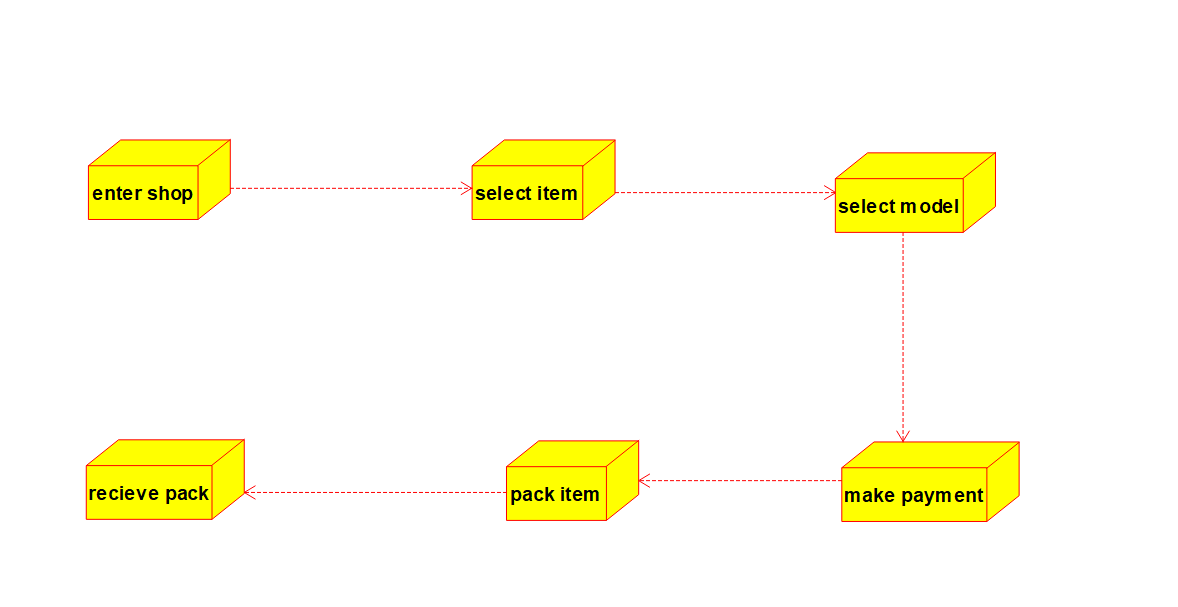 enter shop
select item
select model
recieve pack
pack item
make payment